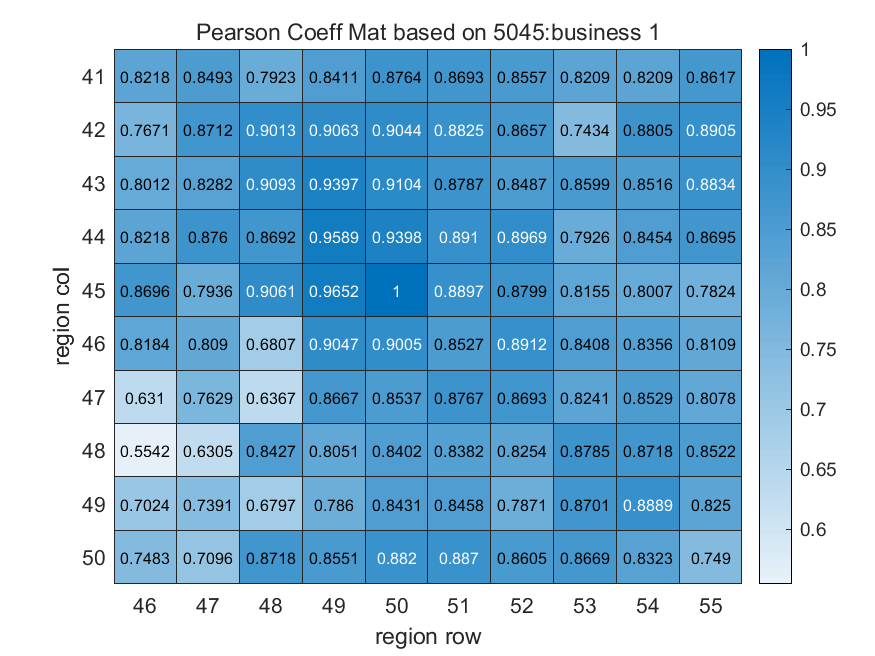 Pearson Coeff Mat based on 5045:business 1
41 0.8218 0.8493 0.7923 0.8411 0.8764 0.8693 0.8557 0.8209 0.8209 0.8617
42 0.7671 0.8712 0.9013 0.9063 0.9044 0.8825 0.8657 0.7434 0.8805 0.8905
43 0.8012 0.8282 0.9093 0.9397 0.9104 0.8787 0.8487 0.8599 0.8516 0.8834
44 0.8218 0.876 0.8692 0.9589 0.9398 0.891 0.8969 0.7926 0.8454 0.8695
45 0.8696 0.7936 0.9061 0.9652 1 0.8897 0.8799 0.8155 0.8007 0.7824
46 0.8184 0.809 0.6807 0.9047 0.9005 0.8527 0.8912 0.8408 0.8356 0.8109
47 0.631 0.7629 0.6367 0.8667 0.8537 0.8767 0.8693 0.8241 0.8529 0.8078
48 0.5542 0.6305 0.8427 0.8051 0.8402 0.8382 0.8254 0.8785 0.8718 0.8522
49 0.7024 0.7391 0.6797 0.786 0.8431 0.8458 0.7871 0.8701 0.8889 0.825
50 0.7483 0.7096 0.8718 0.8551 0.882 0.887 0.8605 0.8669 0.8323 0.749
46 47 48 49 50 51 52 53 54 55
region row
region col
1
0.95
0.9
0.85
0.8
0.75
0.7
0.65
0.6